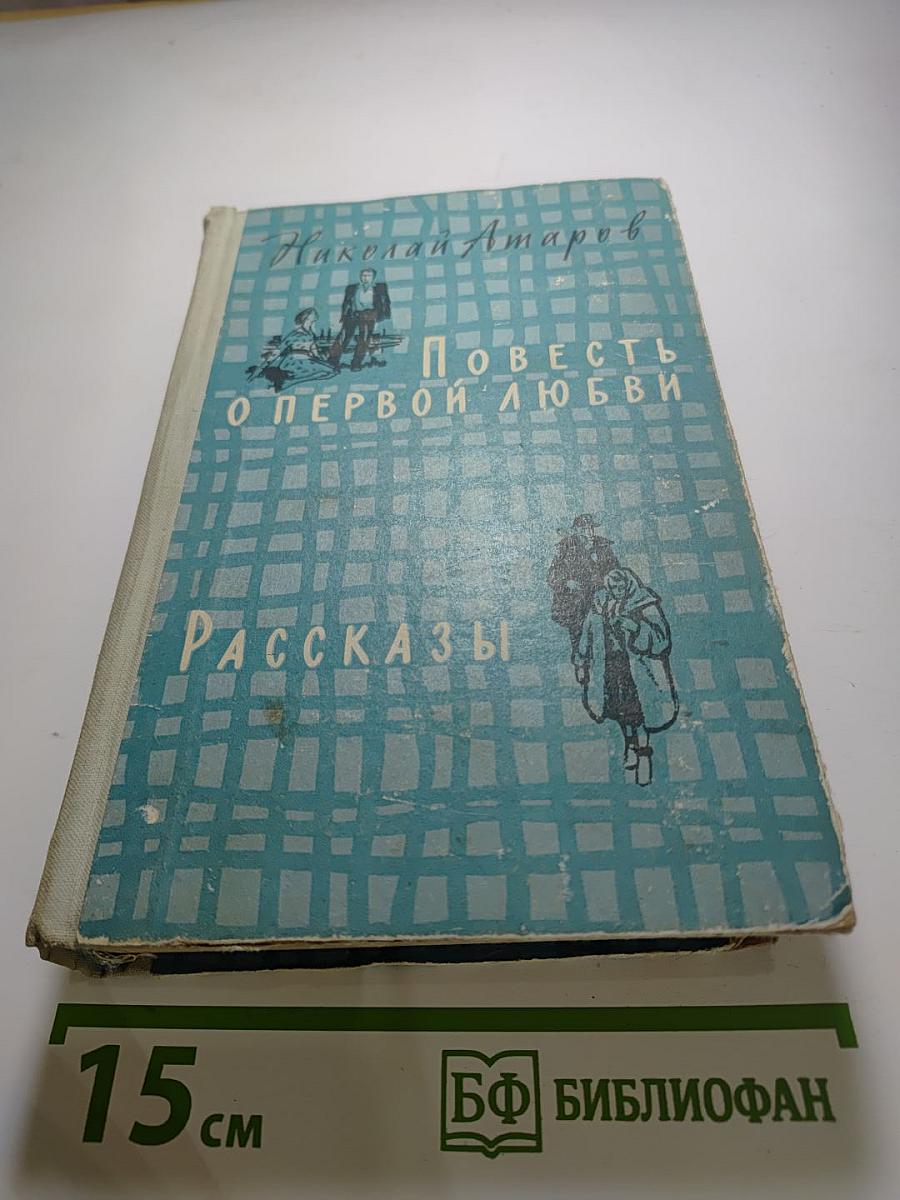 Николай Атаров
Повесть
о первой любви
Рассказы
15 см
БФ БИБЛИОФАН